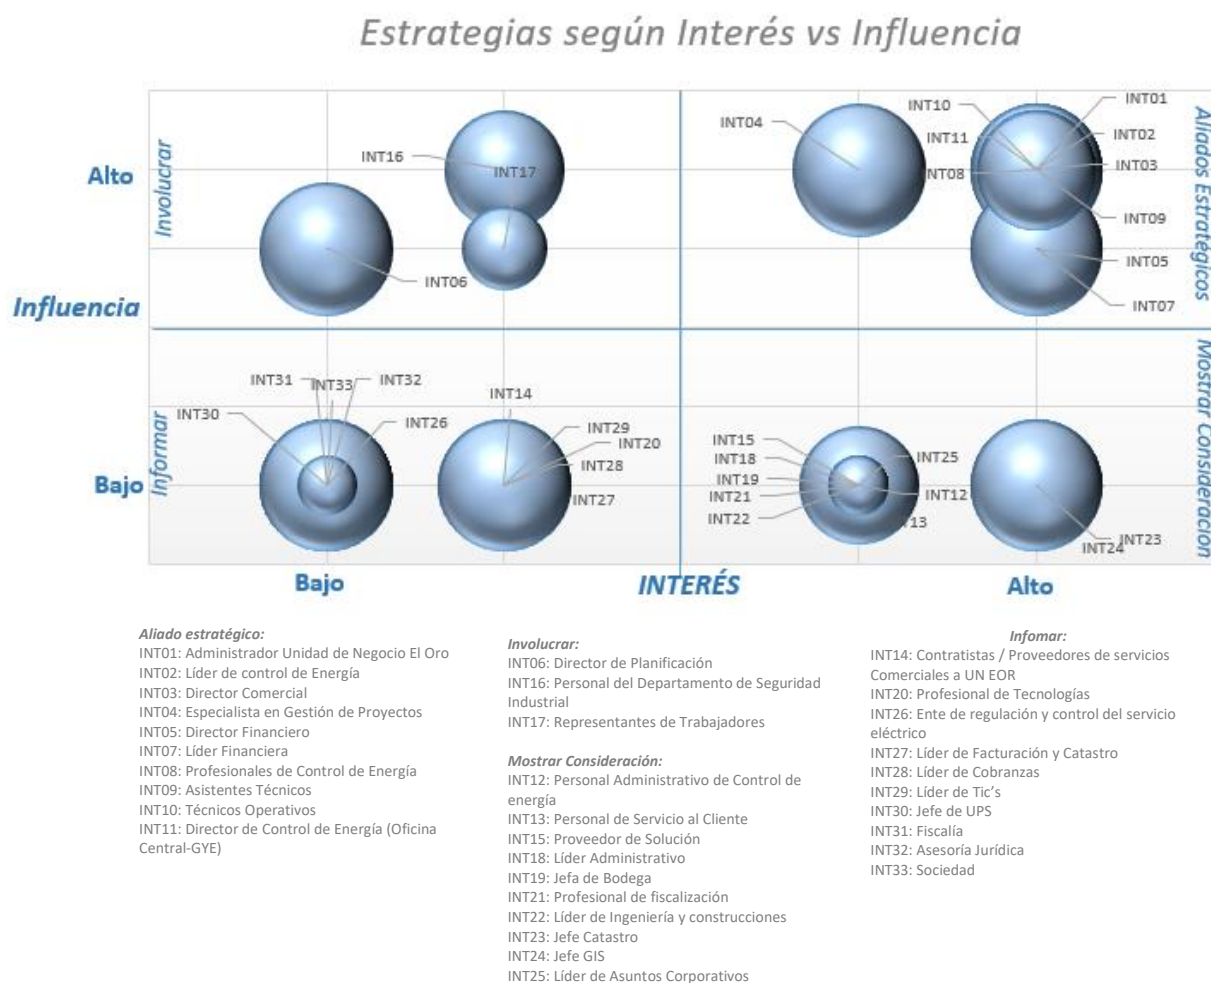 Estrategias según Interés vs Influencia
Alto
Involucrar
INT16
INT17
INT06
INT04
INT10
INT11
INT08
INT01
INT02
INT03
INT09
INT05
INT07
Aliados Estratégicos
Influencia
Bajo
Informar
INT31
INT33
INT32
INT30
INT26
INT14
INT29
INT20
INT28
INT27
INT15
INT18
INT19
INT21
INT22
INT25
INT12
13
INT23
INT24
Mostrar Consideración
Bajo
INTERÉS
Alto
Aliado estratégico:
INT01: Administrador Unidad de Negocio El Oro
INT02: Líder de control de Energía
INT03: Director Comercial
INT04: Especialista en Gestión de Proyectos
INT05: Director Financiero
INT07: Líder Financiera
INT08: Profesionales de Control de Energía
INT09: Asistentes Técnicos
INT10: Técnicos Operativos
INT11: Director de Control de Energía (Oficina
Central-GYE)
Involucrar:
INT06: Director de Planificación
INT16: Personal del Departamento de Seguridad
Industrial
INT17: Representantes de Trabajadores
Mostrar Consideración:
INT12: Personal Administrativo de Control de
energía
INT13: Personal de Servicio al Cliente
INT15: Proveedor de Solución
INT18: Líder Administrativo
INT19: Jefa de Bodega
INT21: Profesional de fiscalización
INT22: Líder de Ingeniería y construcciones
INT23: Jefe Catastro
INT24: Jefe GIS
INT25: Líder de Asuntos Corporativos
Infomar:
INT14: Contratistas / Proveedores de servicios
Comerciales a UN EOR
INT20: Profesional de Tecnologías
INT26: Ente de regulación y control del servicio
eléctrico
INT27: Líder de Facturación y Catastro
INT28: Líder de Cobranzas
INT29: Líder de Tic's
INT30: Jefe de UPS
INT31: Fiscalía
INT32: Asesoría Jurídica
INT33: Sociedad